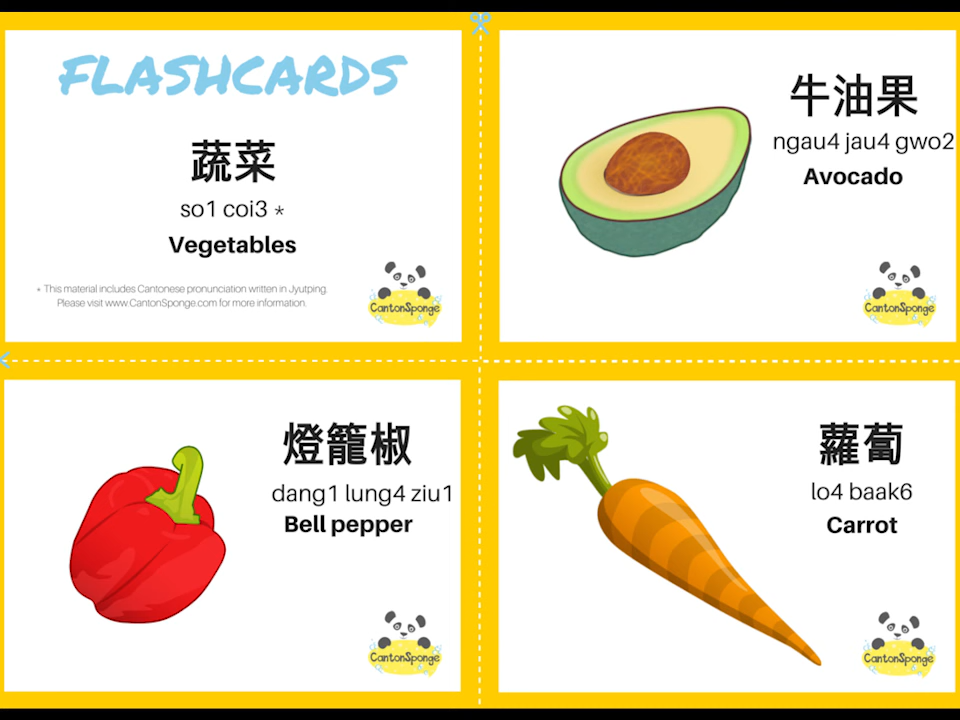 FLASHCARDS
蔬菜
so1 coi3 *
Vegetables
* This material includes Cantonese pronunciation written in Jyutping.
Please visit www.CantonSponge.com for more information.
CantonSponge
牛油果
ngau4 jau4 gwo2
Avocado
CantonSponge
燈籠椒
dang1 lung4 ziu1
Bell pepper
CantonSponge
蘿蔔
lo4 baak6
Carrot
CantonSponge